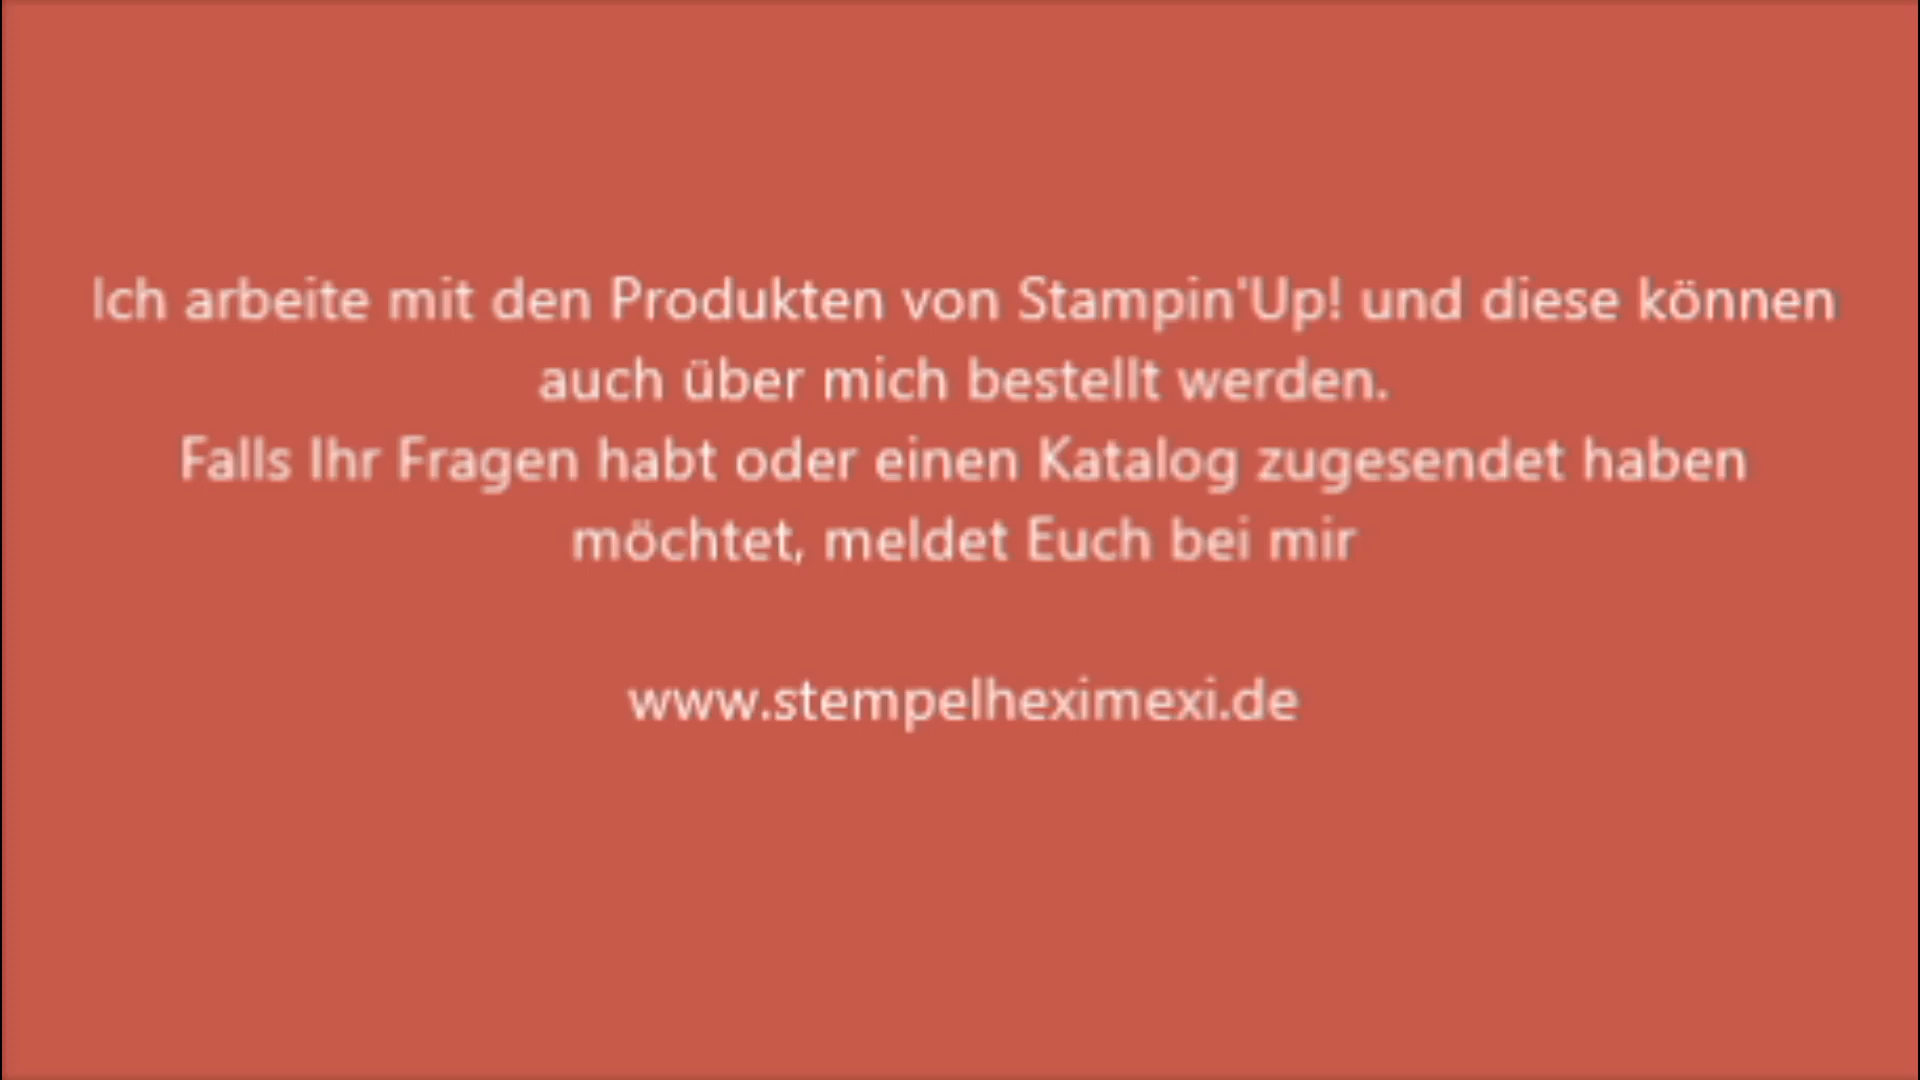 Ich arbeite mit den Produkten von Stampin'Up! und diese können
auch über mich bestellt werden.
Falls Ihr Fragen habt oder einen Katalog zugesendet haben
möchtet, meldet Euch bei mir
www.stempelheximexi.de